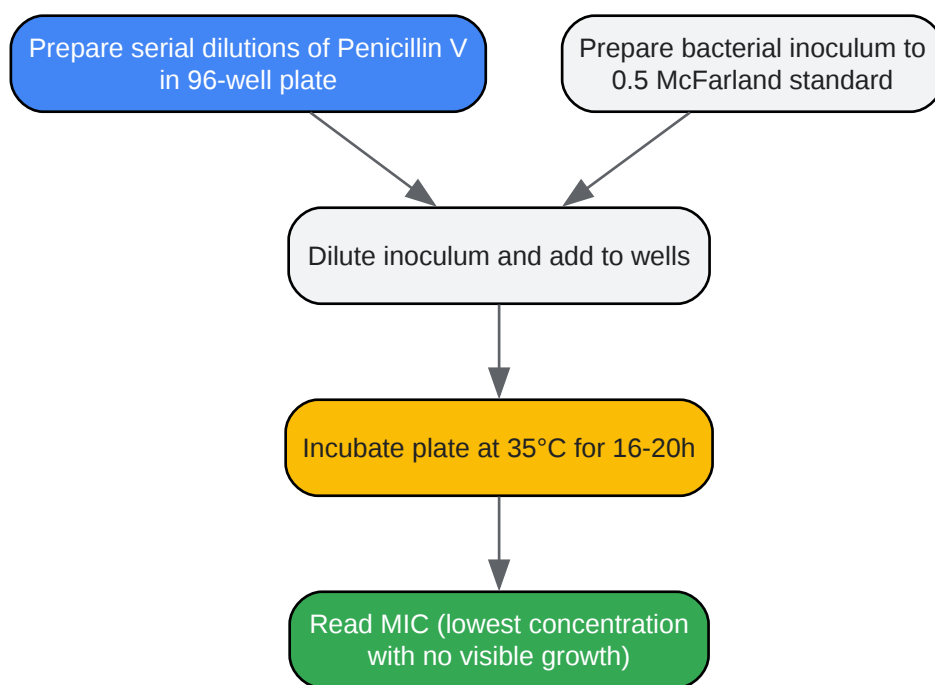 Prepare serial dilutions of Penicillin V
in 96-well plate
Prepare bacterial inoculum to
0.5 McFarland standard
Dilute inoculum and add to wells
Incubate plate at 35°C for 16-20h
Read MIC (lowest concentration
with no visible growth)